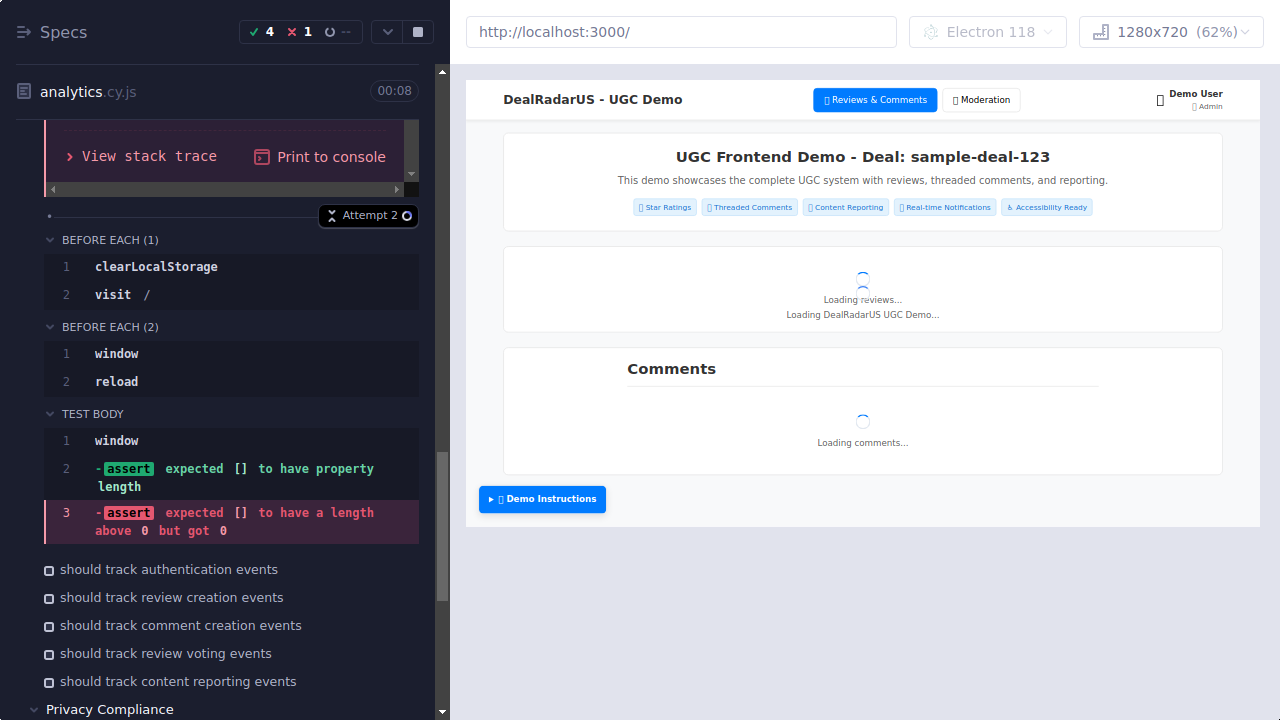 Specs
4
1
--
analytics.cy.js
00:08
View stack trace
Print to console
Attempt 2
BEFORE EACH (1)
1 clearLocalStorage
2 visit /
BEFORE EACH (2)
1 window
2 reload
TEST BODY
1 window
2 -assert expected [] to have property
length
3 -assert expected [] to have a length
above 0 but got 0
should track authentication events
should track review creation events
should track comment creation events
should track review voting events
should track content reporting events
Privacy Compliance
http://localhost:3000/
Electron 118
1280x720 (62%)
DealRadarUS - UGC Demo
Reviews & Comments
Moderation
Demo User
Admin
UGC Frontend Demo - Deal: sample-deal-123
This demo showcases the complete UGC system with reviews, threaded comments, and reporting.
Star Ratings
Threaded Comments
Content Reporting
Real-time Notifications
Accessibility Ready
Loading reviews...
Loading DealRadarUS UGC Demo...
Comments
Loading comments...
Demo Instructions